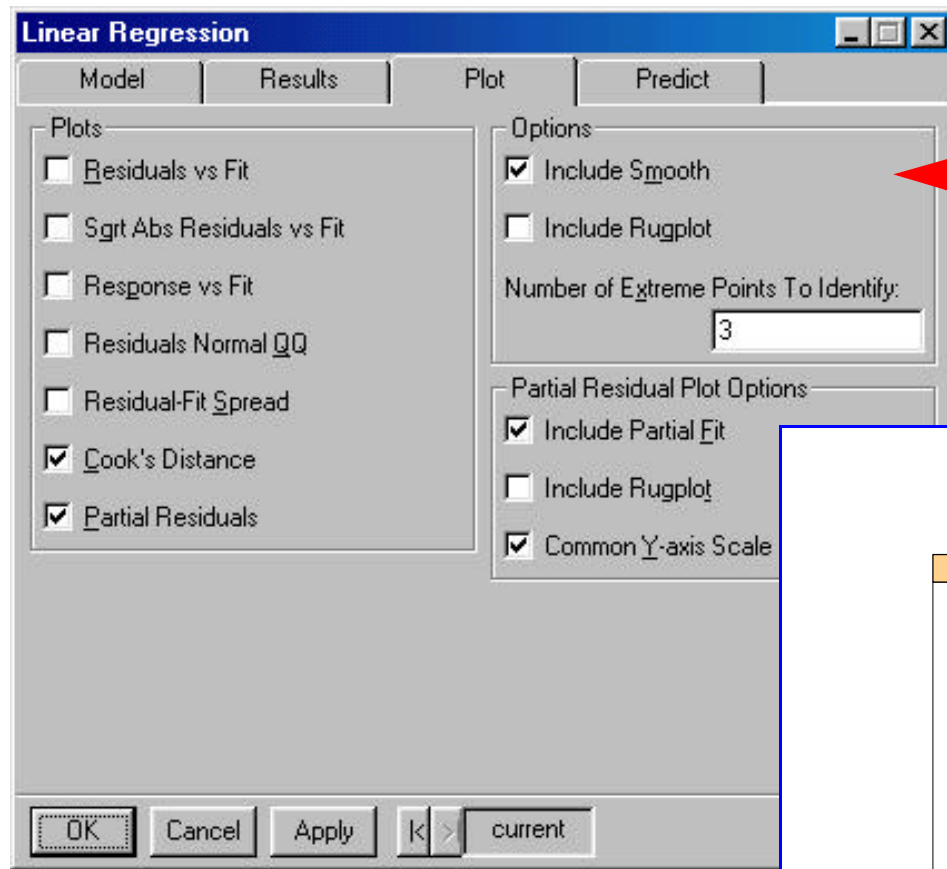 Linear Regression
Model Results Plot Predict
Plots
Residuals vs Fit
Sqrt Abs Residuals vs Fit
Response vs Fit
Residuals Normal QQ
Residual-Fit Spread
Cook's Distance
Partial Residuals
Options
Include Smooth
Include Rugplot
Number of Extreme Points To Identify:
3
Partial Residual Plot Options
Include Partial Fit
Include Rugplot
Common Y-axis Scale
OK Cancel Apply current